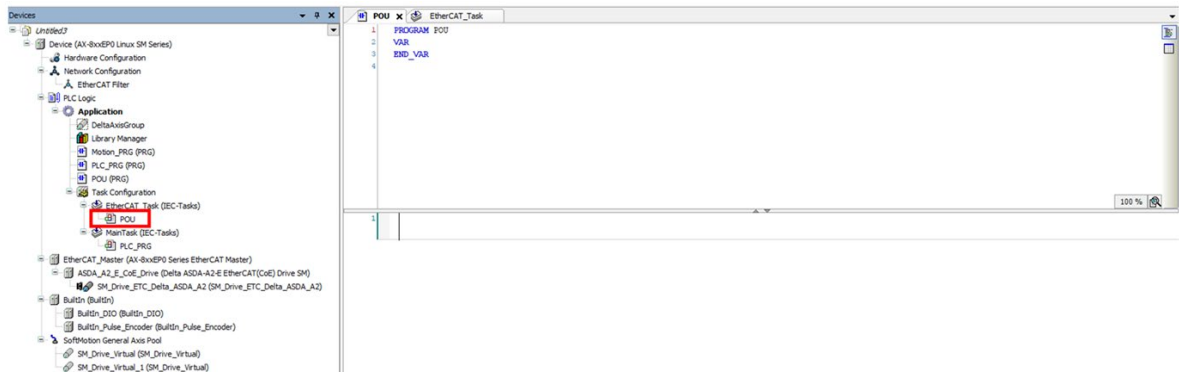 Devices
Untitled3
Device (AX-8xxEP0 Linux SM Series)
Hardware Configuration
Network Configuration
EtherCAT Filter
PLC Logic
Application
DeltaAxisGroup
Library Manager
Motion_PRG (PRG)
PLC_PRG (PRG)
POU (PRG)
Task Configuration
EtherCAT_Task (IEC-Tasks)
POU
MainTask (IEC-Tasks)
PLC_PRG
EtherCAT_Master (AX-8xxEP0 Series EtherCAT Master)
ASDA_A2_E_CoE_Drive (Delta ASDA-A2-E EtherCAT(CoE) Drive SM)
SM_Drive_ETC_Delta_ASDA_A2 (SM_Drive_ETC_Delta_ASDA_A2)
BuiltIn (BuiltIn)
BuiltIn_DIO (BuiltIn_DIO)
BuiltIn_Pulse_Encoder (BuiltIn_Pulse_Encoder)
SoftMotion General Axis Pool
SM_Drive_Virtual (SM_Drive_Virtual)
SM_Drive_Virtual_1 (SM_Drive_Virtual)
POU EtherCAT_Task
1 PROGRAM POU
2 VAR
3 END_VAR
4
100 %
1